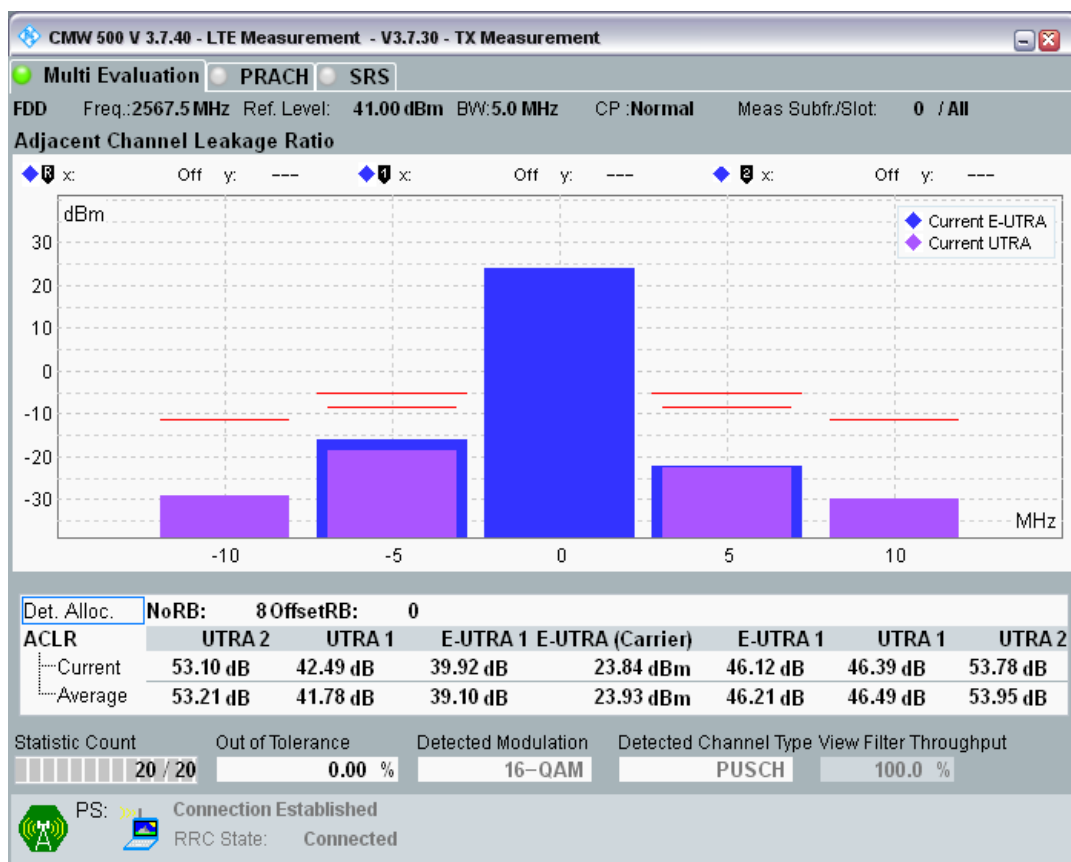 CMW 500 V 3.7.40 - LTE Measurement - V3.7.30 - TX Measurement
Multi Evaluation PRACH SRS
FDD Freq.:2567.5 MHz Ref. Level: 41.00 dBm BW:5.0 MHz CP :Normal Meas Subfr./Slot: 0 / All
Adjacent Channel Leakage Ratio
R x: Off y: --- 1 x: Off y: --- 2 x: Off y: ---
dBm
Current E-UTRA
Current UTRA
30
20
10
0
-10
-20
-30
MHz
-10 -5 0 5 10
Det. Alloc. NoRB: 8 OffsetRB: 0
ACLR UTRA 2 UTRA 1 E-UTRA 1 E-UTRA (Carrier) E-UTRA 1 UTRA 1 UTRA 2
Current 53.10 dB 42.49 dB 39.92 dB 23.84 dBm 46.12 dB 46.39 dB 53.78 dB
Average 53.21 dB 41.78 dB 39.10 dB 23.93 dBm 46.21 dB 46.49 dB 53.95 dB
Statistic Count Out of Tolerance Detected Modulation Detected Channel Type View Filter Throughput
20 / 20 0.00 % 16-QAM PUSCH 100.0 %
PS: Connection Established
RRC State: Connected